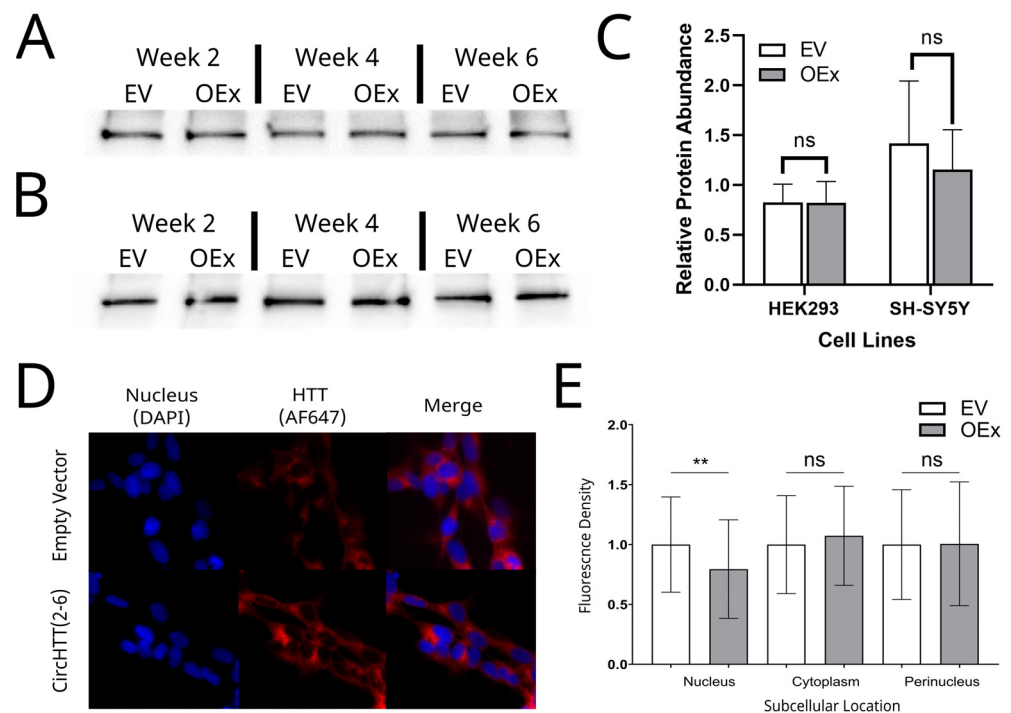 A
Week 2
Week 4
Week 6
EV
OEx
EV
OEx
EV
OEx
B
Week 2
Week 4
Week 6
EV
OEx
EV
OEx
EV
OEx
C
Relative Protein Abundance
2.5
2.0
1.5
1.0
0.5
0.0
EV
OEx
ns
ns
HEK293
SH-SY5Y
Cell Lines
D
Nucleus
(DAPI)
HTT
(AF647)
Merge
Empty Vector
CircHTT(2-6)
E
EV
OEx
Fluorescnce Density
2.0
1.5
1.0
0.5
0.0
**
ns
ns
Nucleus
Cytoplasm
Perinucleus
Subcellular Location